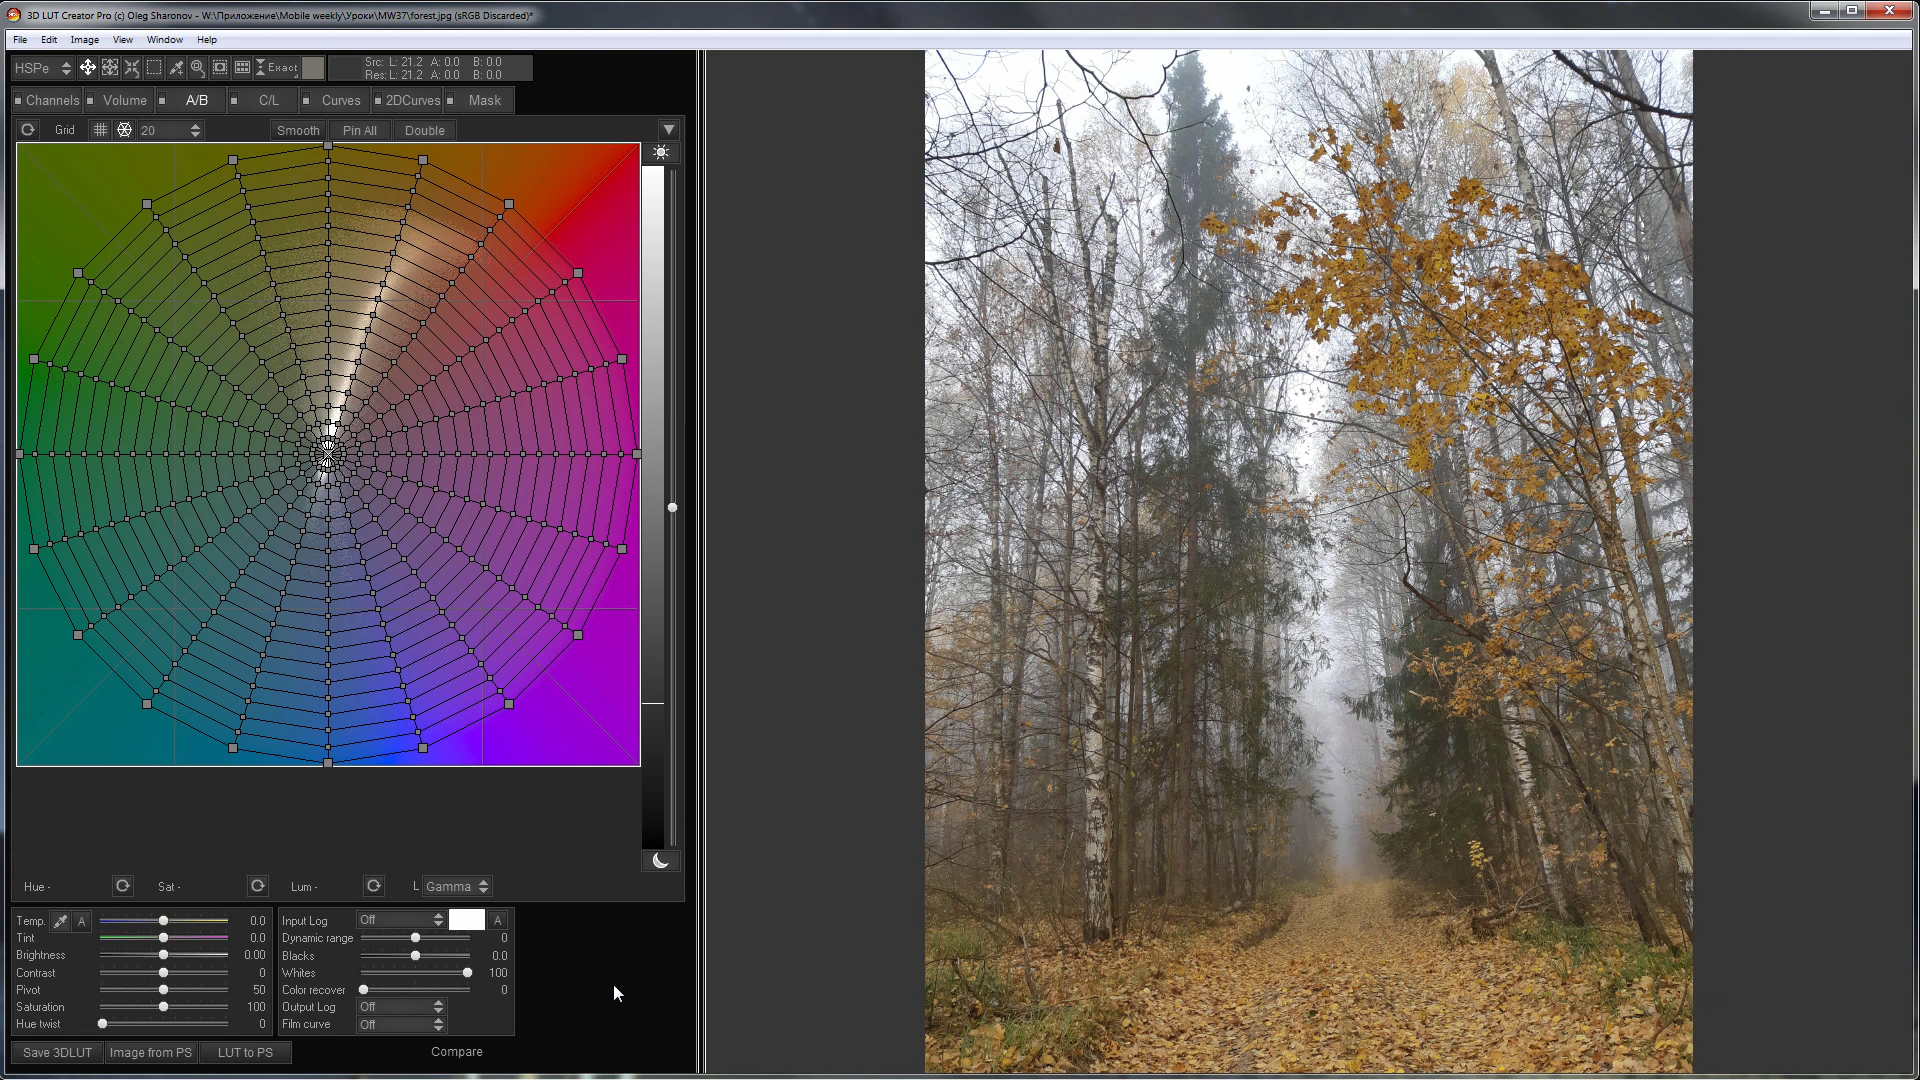 3D LUT Creator Pro (c) Oleg Sharonov - W:\Приложение\Mobile weekly\Уроки\MW37\forest.jpg (sRGB Discarded)*
File Edit Image View Window Help
HSPe Exact Src: L: 21.2 A: 0.0 B: 0.0
Res: L: 21.2 A: 0.0 B: 0.0
Channels Volume A/B C/L Curves 2DCurves Mask
Grid 20 Smooth Pin All Double
Hue - Sat - Lum - L Gamma
Temp. A 0.0 Input Log Off A
Tint 0.0 Dynamic range 0
Brightness 0.00 Blacks 0.0
Contrast 0 Whites 100
Pivot 50 Color recover 0
Saturation 100 Output Log Off
Hue twist 0 Film curve Off
Save 3DLUT Image from PS LUT to PS Compare